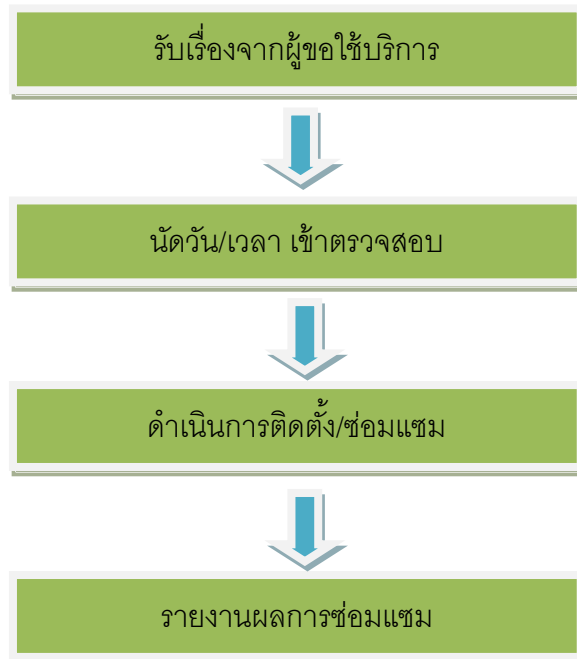 รับเรื่องจากผู้ขอใช้บริการ
นัดวัน/เวลา เข้าตรวจสอบ
ดำเนินการติดตั้ง/ซ่อมแซม
รายงานผลการซ่อมแซม